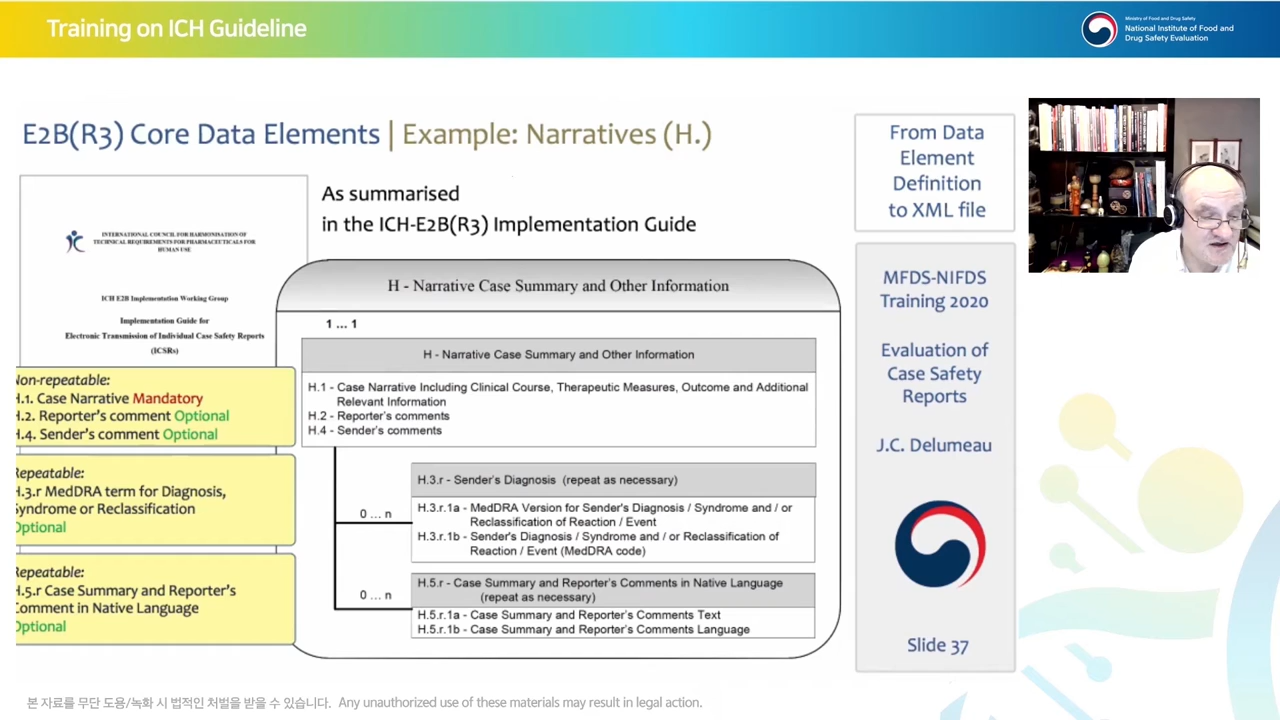 Training on ICH Guideline
Ministry of Food and Drug Safety
National Institute of Food and
Drug Safety Evaluation
E2B(R3) Core Data Elements | Example: Narratives (H.)
As summarised
in the ICH-E2B(R3) Implementation Guide
INTERNATIONAL COUNCIL FOR HARMONISATION OF
TECHNICAL REQUIREMENTS FOR PHARMACEUTICALS FOR
HUMAN USE
ICH E2B Implementation Working Group
Implementation Guide for
Electronic Transmission of Individual Case Safety Reports
(ICSRs)
Non-repeatable:
H.1. Case Narrative Mandatory
H.2. Reporter's comment Optional
H.4. Sender's comment Optional
Repeatable:
H.3.r MedDRA term for Diagnosis,
Syndrome or Reclassification
Optional
Repeatable:
H.5.r Case Summary and Reporter's
Comment in Native Language
Optional
H - Narrative Case Summary and Other Information
1 ... 1
H - Narrative Case Summary and Other Information
H.1 - Case Narrative Including Clinical Course, Therapeutic Measures, Outcome and Additional
Relevant Information
H.2 - Reporter's comments
H.4 - Sender's comments
H.3.r - Sender's Diagnosis (repeat as necessary)
0 ... n
H.3.r.1a - MedDRA Version for Sender's Diagnosis / Syndrome and / or
Reclassification of Reaction / Event
H.3.r.1b - Sender's Diagnosis / Syndrome and / or Reclassification of
Reaction / Event (MedDRA code)
H.5.r - Case Summary and Reporter's Comments in Native Language
(repeat as necessary)
0 ... n
H.5.r.1a - Case Summary and Reporter's Comments Text
H.5.r.1b - Case Summary and Reporter's Comments Language
From Data
Element
Definition
to XML file
MFDS-NIFDS
Training 2020
Evaluation of
Case Safety
Reports
J.C. Delumeau
Slide 37
본 자료를 무단 도용/녹화 시 법적인 처벌을 받을 수 있습니다. Any unauthorized use of these materials may result in legal action.